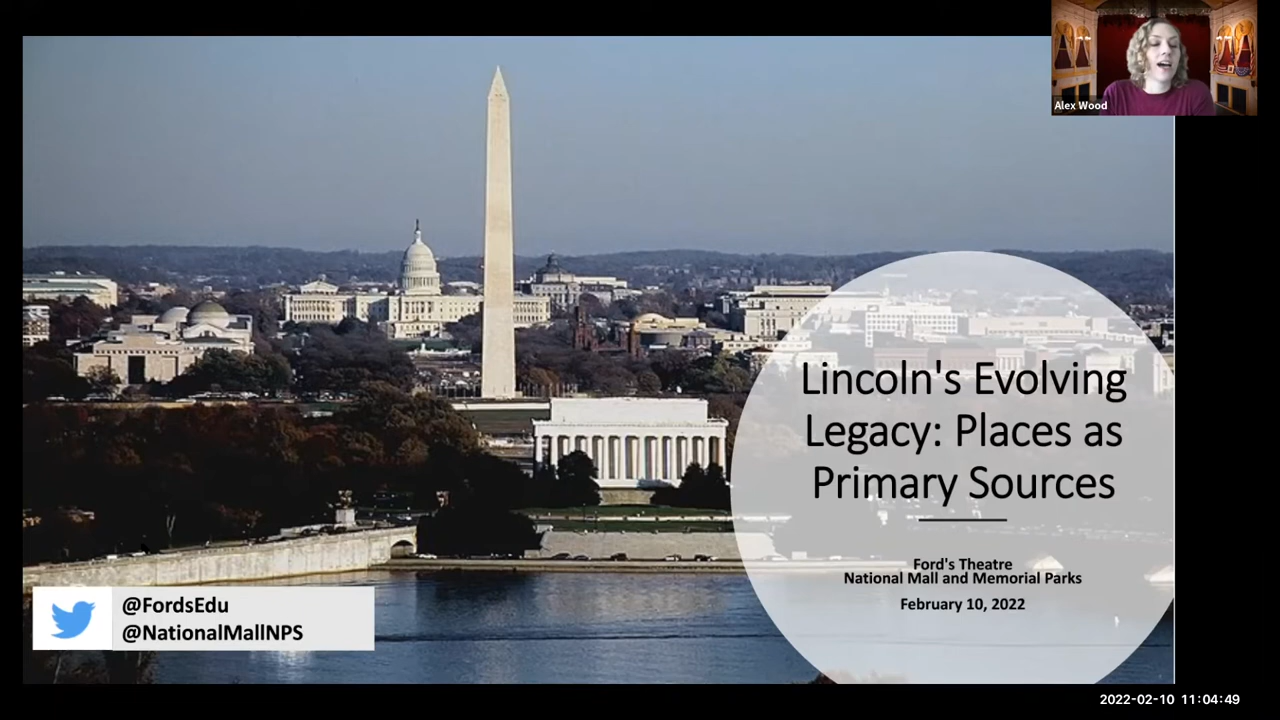 Alex Wood
Lincoln's Evolving
Legacy: Places as
Primary Sources
Ford's Theatre
National Mall and Memorial Parks
February 10, 2022
@FordsEdu
@NationalMallNPS
2022-02-10 11:04:49